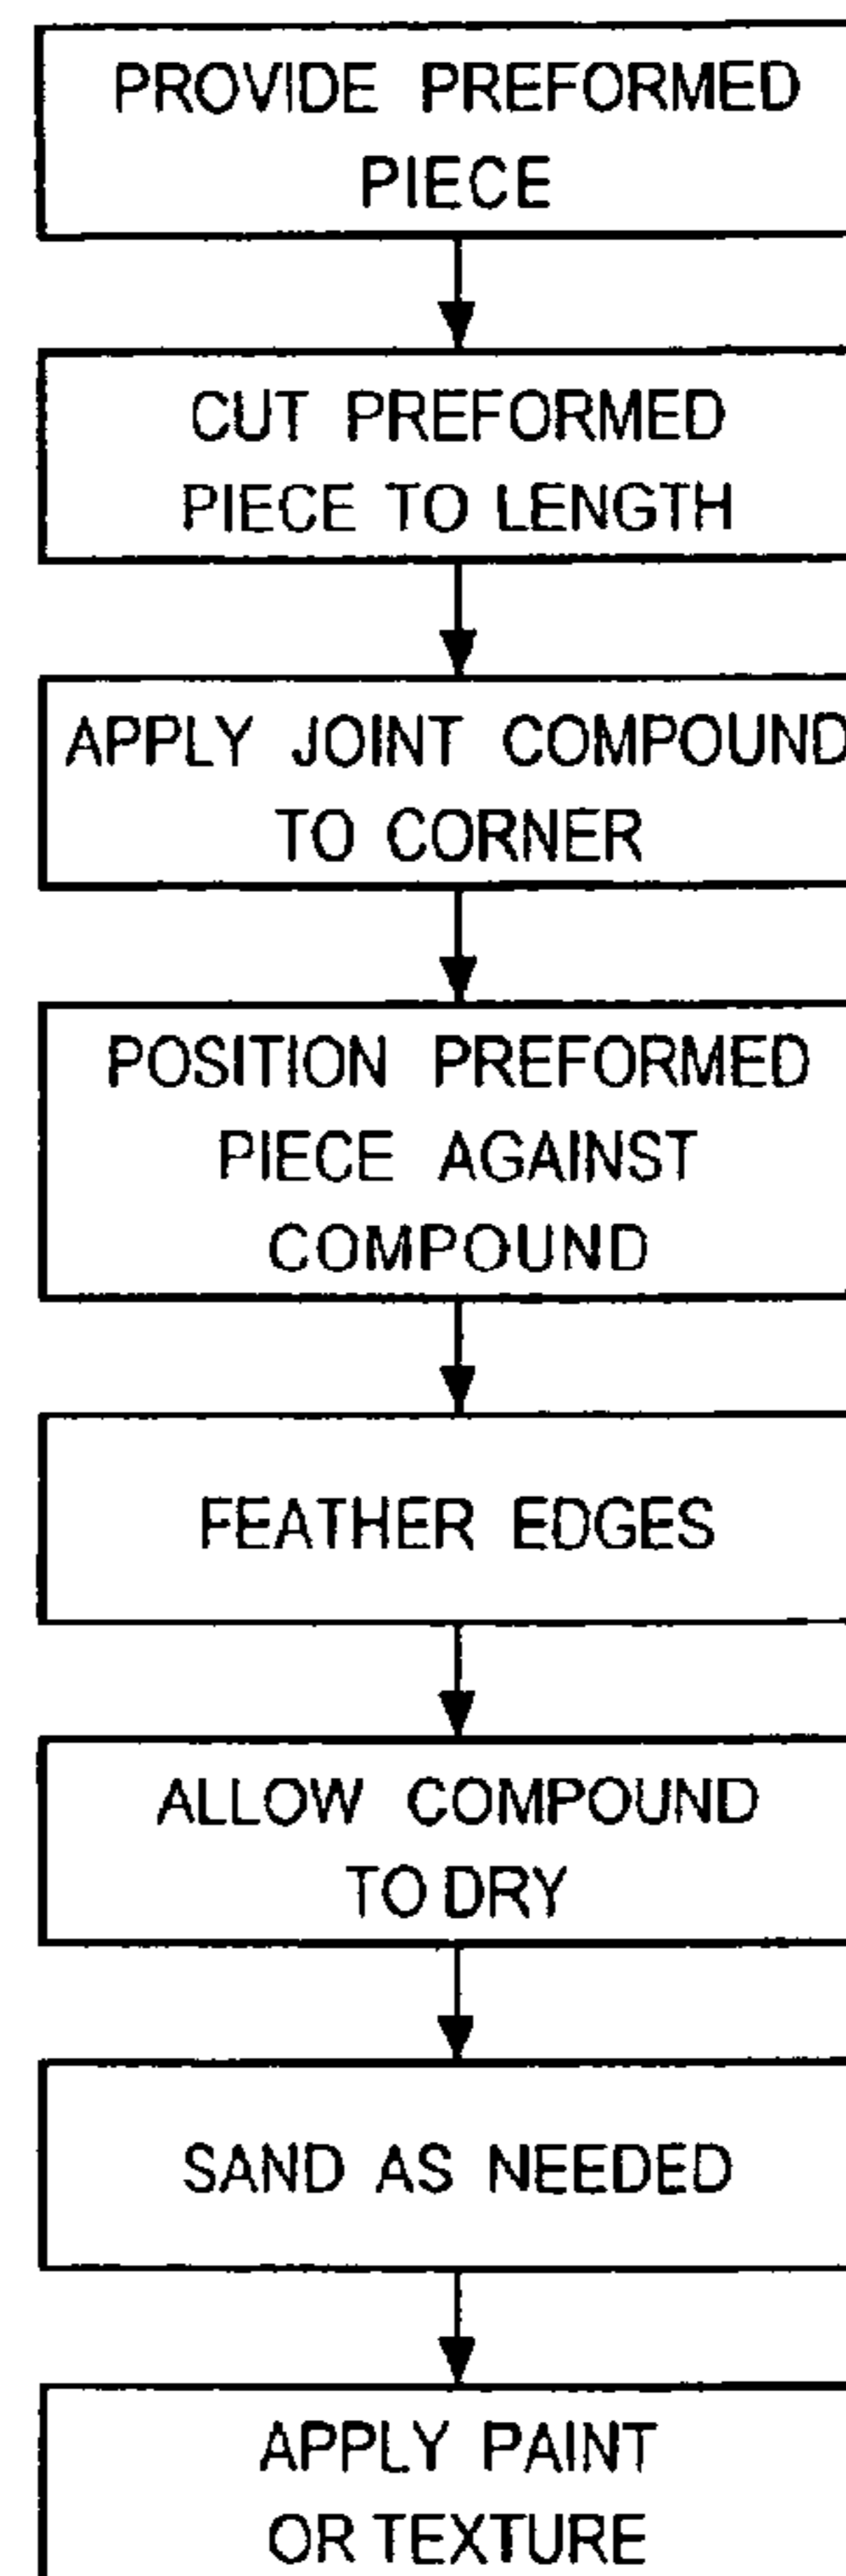 PROVIDE PREFORMED
PIECE
CUT PREFORMED
PIECE TO LENGTH
APPLY JOINT COMPOUND
TO CORNER
POSITION PREFORMED
PIECE AGAINST
COMPOUND
FEATHER EDGES
ALLOW COMPOUND
TO DRY
SAND AS NEEDED
APPLY PAINT
OR TEXTURE